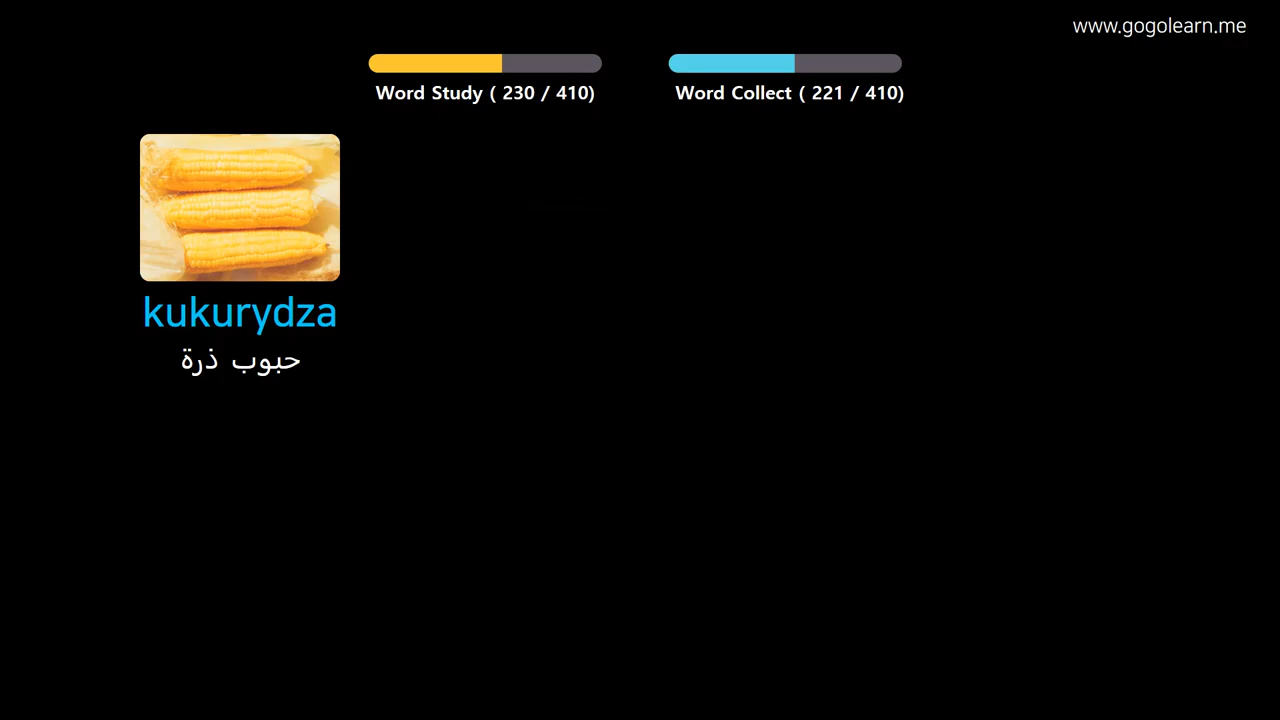 www.gogolearn.me
Word Study ( 230 / 410)
Word Collect ( 221 / 410)
kukurydza
حبوب ذرة